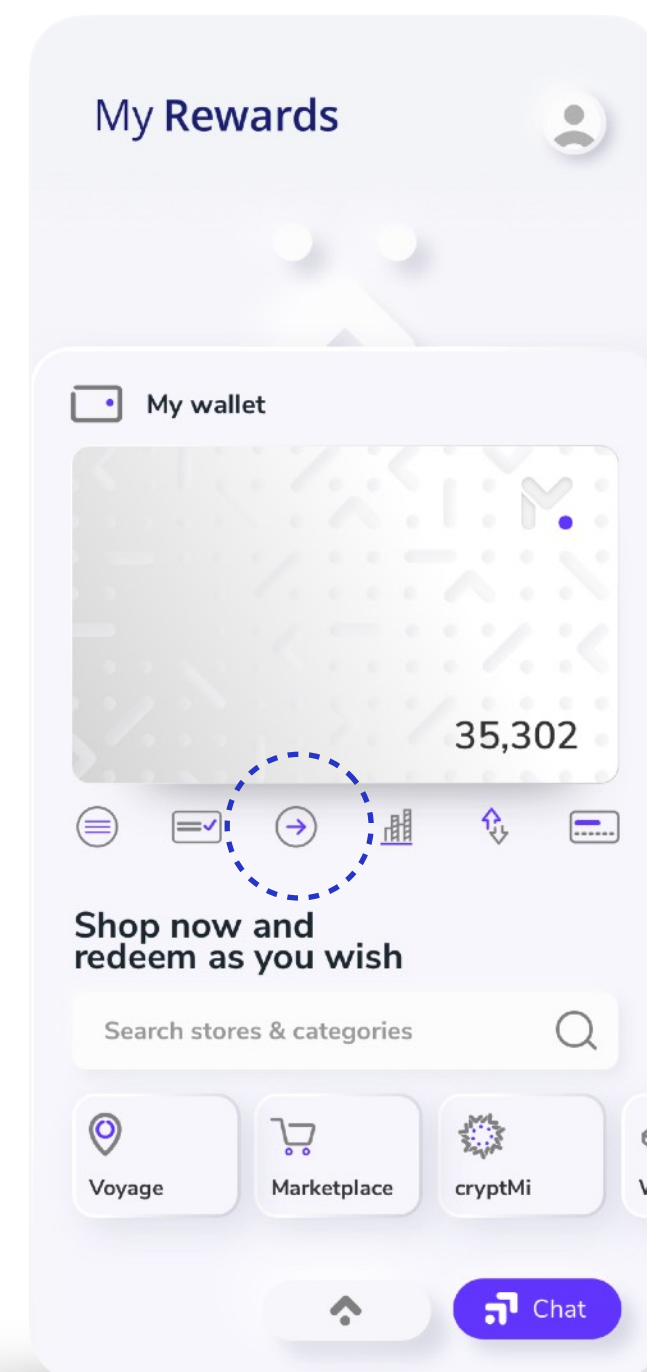 My Rewards
My wallet
35,302
Shop now and
redeem as you wish
Search stores & categories
Voyage
Marketplace
cryptMi
Chat